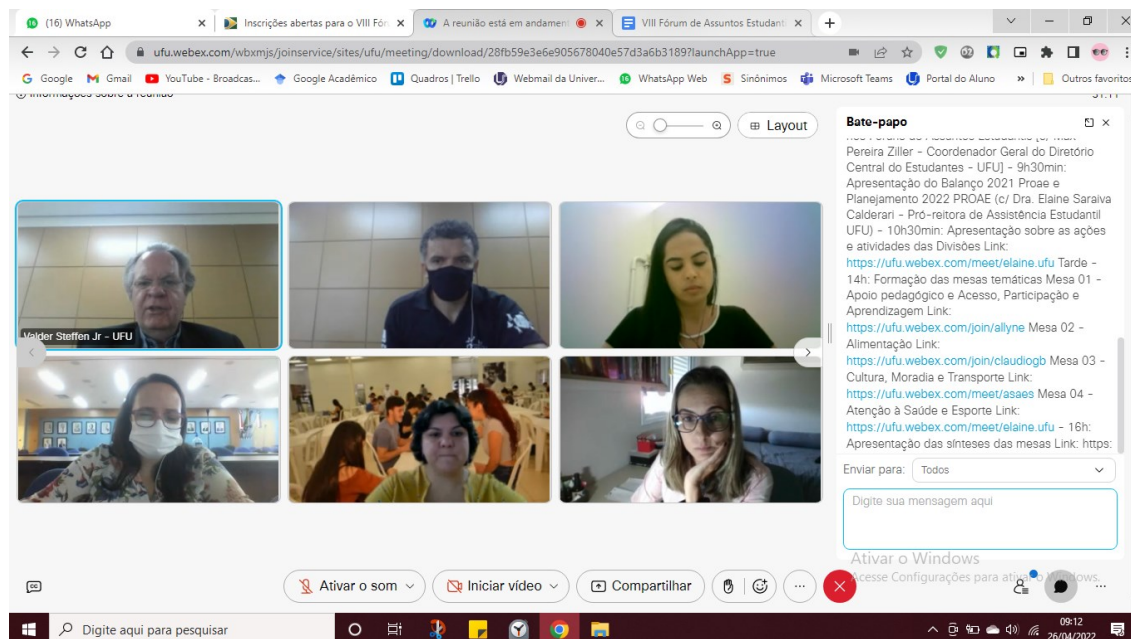 (16) WhatsApp
Inscrições abertas para o VIII Fór
A reunião está em andament
VIII Fórum de Assuntos Estudanti
ufu.webex.com/wbxmjs/joinservice/sites/ufu/meeting/download/28fb59e3e6e905678040e57d3a6b3189?launchApp=true
Google
Gmail
YouTube - Broadcas...
Google Acadêmico
Quadros | Trello
Webmail da Univer...
WhatsApp Web
Sinônimos
Microsoft Teams
Portal do Aluno
»
Outros favoritos
Informações sobre a reunião
Layout
Valder Steffen Jr - UFU
Bate-papo
Pereira Ziller - Coordenador Geral do Diretório
Central do Estudantes - UFU] - 9h30min:
Apresentação do Balanço 2021 Proae e
Planejamento 2022 PROAE (c/ Dra. Elaine Saraiva
Calderari - Pró-reitora de Assistência Estudantil
UFU) - 10h30min: Apresentação sobre as ações
e atividades das Divisões Link:
https://ufu.webex.com/meet/elaine.ufu Tarde -
14h: Formação das mesas temáticas Mesa 01 -
Apoio pedagógico e Acesso, Participação e
Aprendizagem Link:
https://ufu.webex.com/join/allyne Mesa 02 -
Alimentação Link:
https://ufu.webex.com/join/claudiogb Mesa 03 -
Cultura, Moradia e Transporte Link:
https://ufu.webex.com/meet/asaes Mesa 04 -
Atenção à Saúde e Esporte Link:
https://ufu.webex.com/meet/elaine.ufu - 16h:
Apresentação das sínteses das mesas Link: https:
Enviar para: Todos
Digite sua mensagem aqui
Ativar o Windows
Acesse Configurações para ativar o Windows.
CC
Ativar o som
Iniciar vídeo
Compartilhar
Digite aqui para pesquisar
09:12
26/04/2022